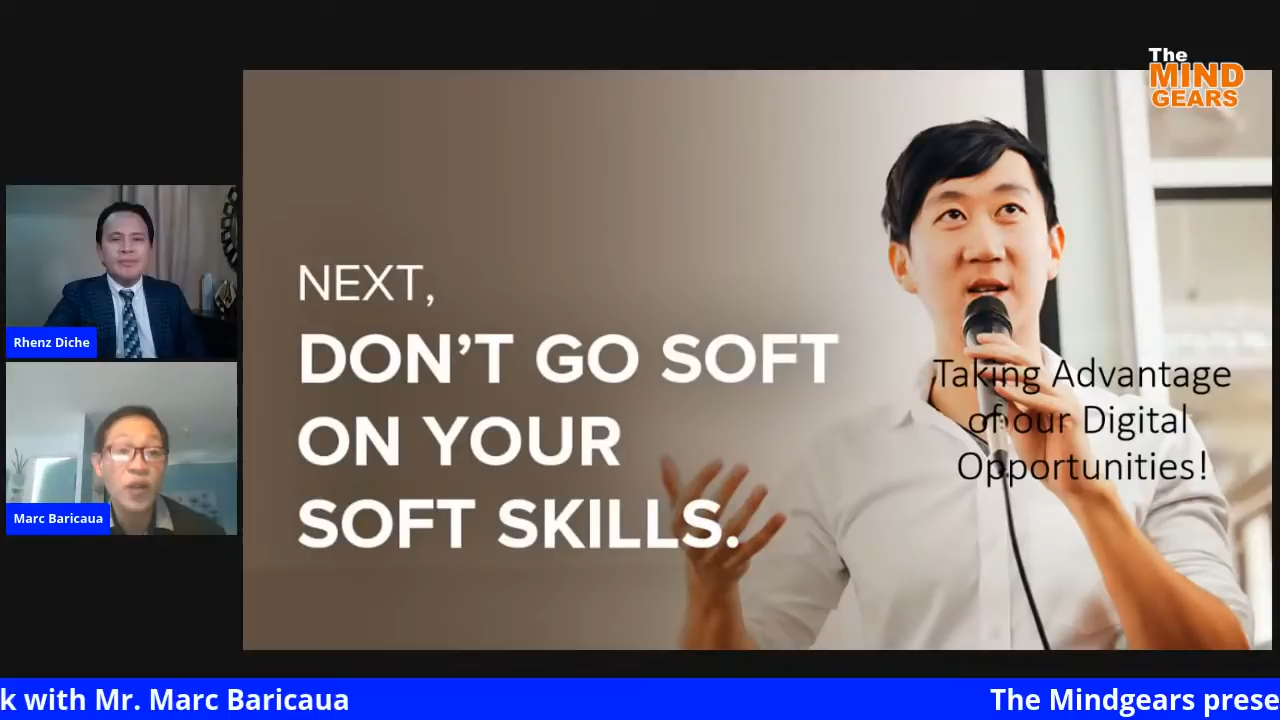 The
MIND
GEARS
Rhenz Diche
Marc Baricaua
NEXT,
DON’T GO SOFT
ON YOUR
SOFT SKILLS.
Taking Advantage
of our Digital
Opportunities!
k with Mr. Marc Baricaua
The Mindgears prese